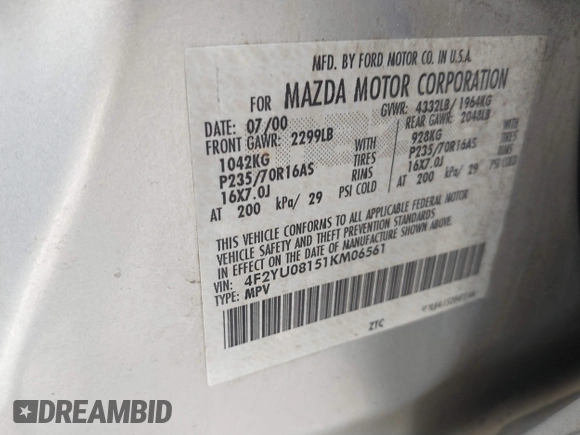 MFD. BY FORD MOTOR CO. IN U.S.A.
FOR MAZDA MOTOR CORPORATION
DATE: 07/00 GVWR: 4332LB/ 1964KG
FRONT GAWR: 2299LB REAR GAWR: 2048LB
1042KG WITH 928KG WITH
P235/70R16AS TIRES P235/70R16AS TIRES
16X7.0J RIMS 16X7.0J RIMS
AT 200 kPa/ 29 PSI COLD AT 200 kPa/ 29 PSI COLD
THIS VEHICLE CONFORMS TO ALL APPLICABLE FEDERAL MOTOR
VEHICLE SAFETY AND THEFT PREVENTION STANDARDS
IN EFFECT ON THE DATE OF MANUFACTURE SHOWN ABOVE.
VIN: 4F2YU08151KM06561
TYPE: MPV
ZTC
DREAMBID